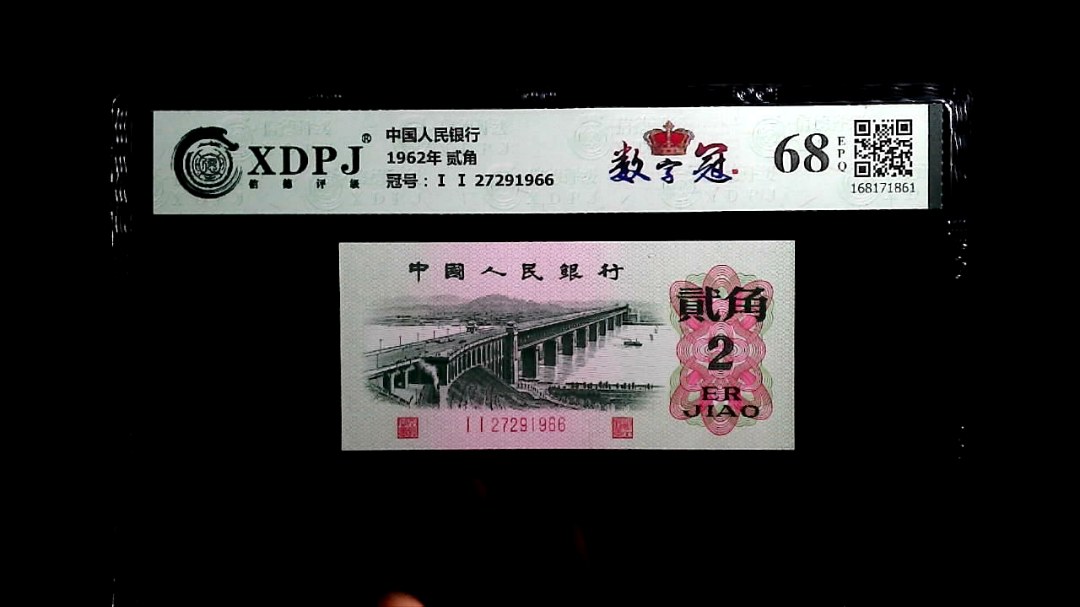 XDPJ®
信德评级
中国人民银行
1962年 贰角
冠号：I I 27291966
数字冠
68
EPQ
168171861
中國人民銀行
貳角
2
ER
JIAO
I I 27291966